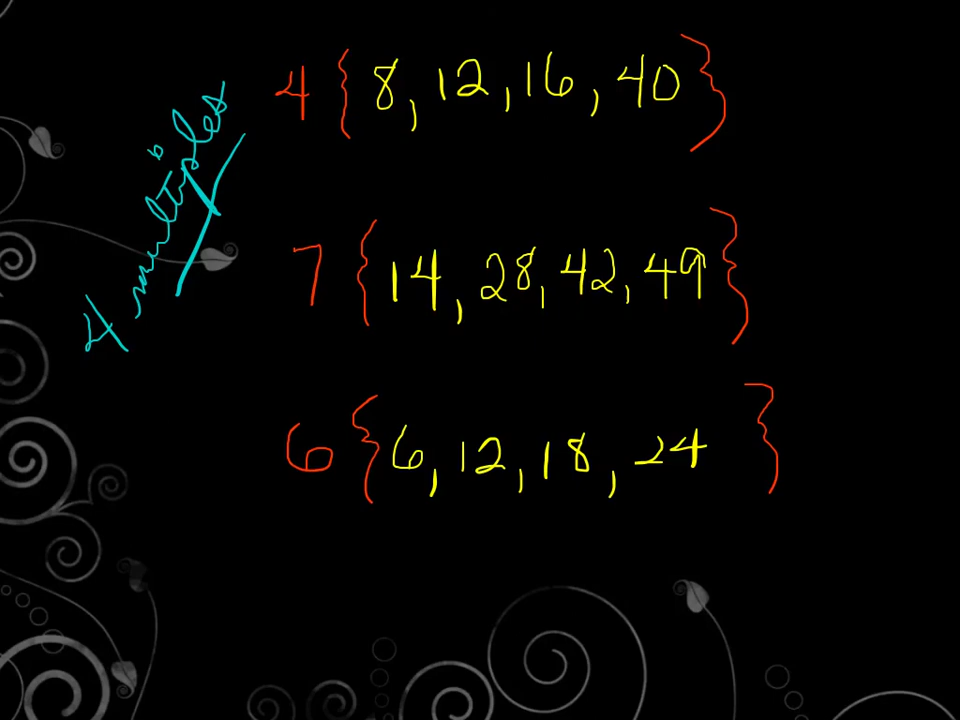 4 multiples
4 { 8, 12, 16, 40 }
7 { 14, 28, 42, 49 }
6 { 6, 12, 18, 24 }